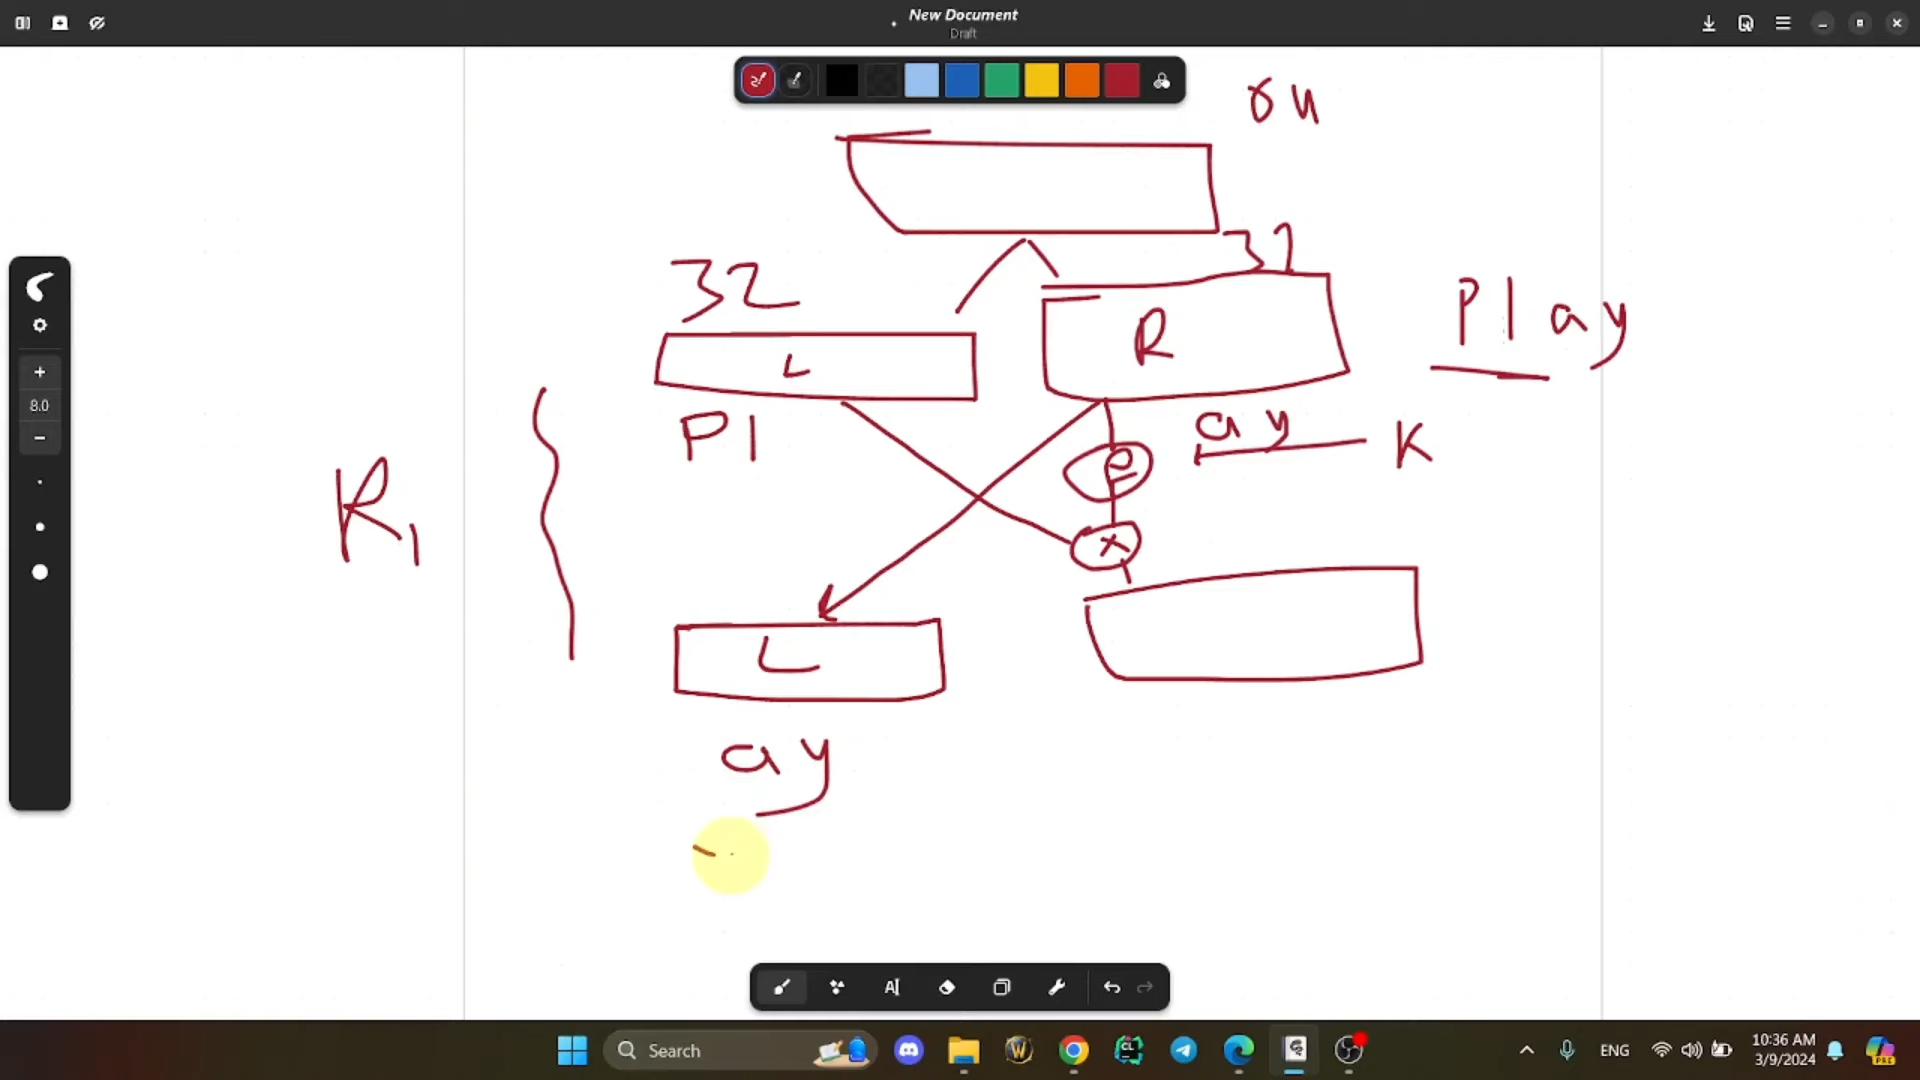 New Document
Draft
64
32
32
Play
L
R
Pl
ay
K
R1
e
x
L
ay
8.0
Search
ENG
10:36 AM
3/9/2024